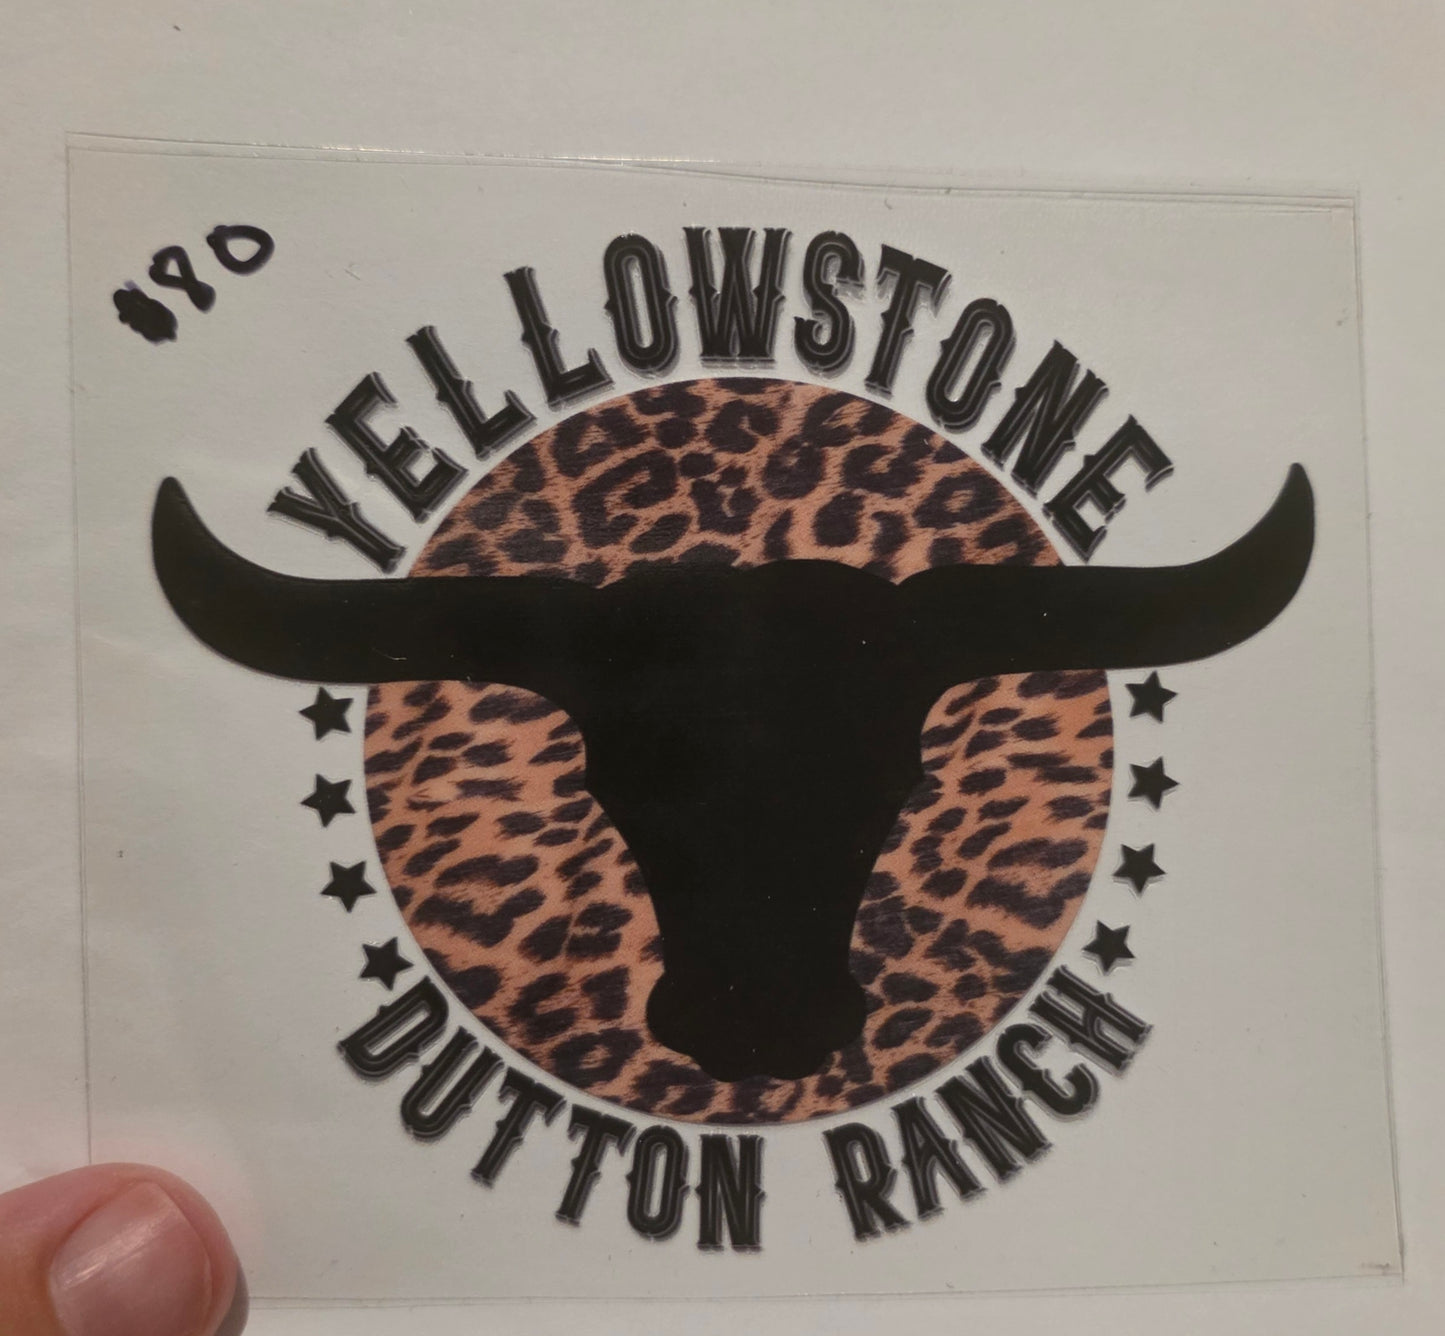 80
YELLOWSTONE
DUTTON RANCH